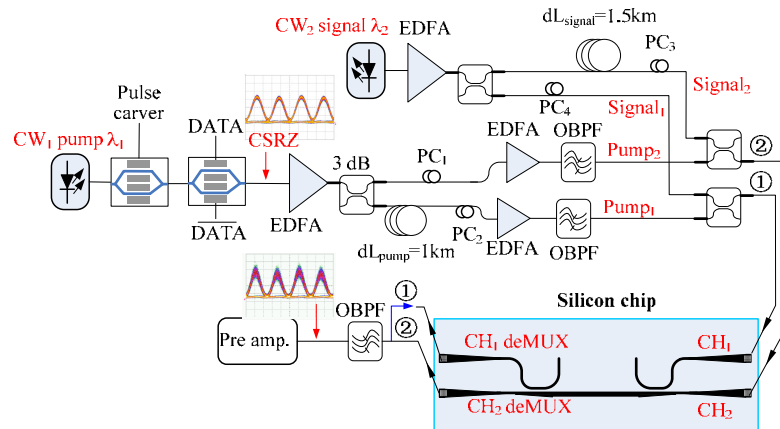 CW₂ signal λ₂
EDFA
dL_signal=1.5km
PC₃
Signal₂
PC₄
Signal₁
Pulse
carver
DATA
CW₁ pump λ₁
CSRZ
3 dB
PC₁
EDFA
OBPF
Pump₂
②
①
DATA
EDFA
dL_pump=1km
PC₂
EDFA
OBPF
Pump₁
OBPF
①
②
Pre amp.
Silicon chip
CH₁ deMUX
CH₁
CH₂ deMUX
CH₂